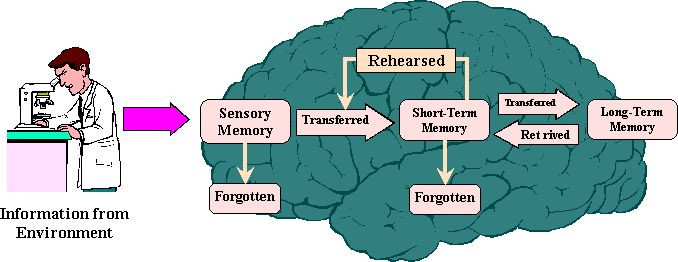 Rehearsed
Sensory
Memory
Transferred
Short-Term
Memory
Transferred
Ret rived
Long-Term
Memory
Forgotten
Forgotten
Information from
Environment